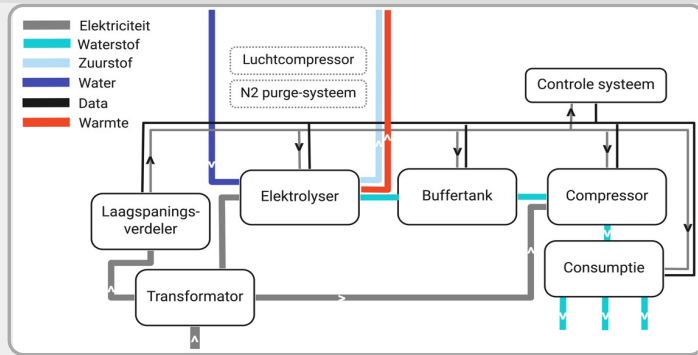 Elektriciteit
Waterstof
Zuurstof
Water
Data
Warmte
Luchtcompressor
N2 purge-systeem
Controle systeem
Laagspanings-
verdeler
Elektrolyser
Buffertank
Compressor
Consumptie
Transformator